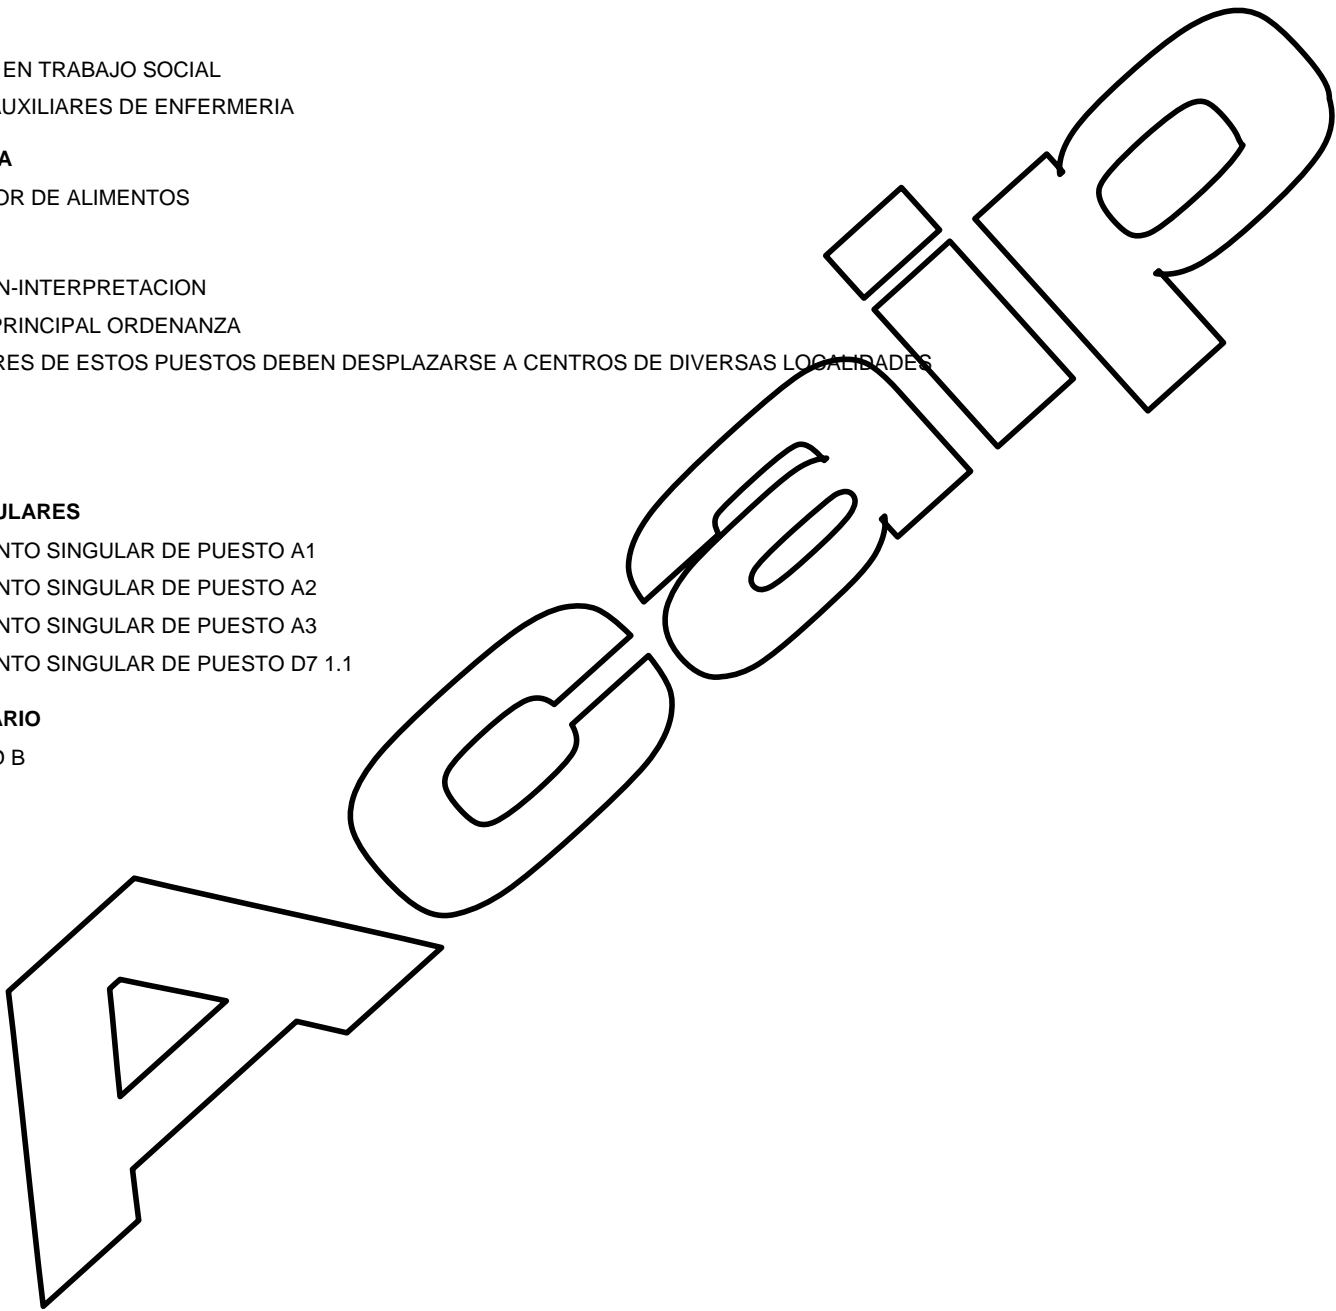 EN TRABAJO SOCIAL
AUXILIARES DE ENFERMERIA
A
OR DE ALIMENTOS
N-INTERPRETACION
PRINCIPAL ORDENANZA
RES DE ESTOS PUESTOS DEBEN DESPLAZARSE A CENTROS DE DIVERSAS LOCALIDADES
ULARES
NTO SINGULAR DE PUESTO A1
NTO SINGULAR DE PUESTO A2
NTO SINGULAR DE PUESTO A3
NTO SINGULAR DE PUESTO D7 1.1
ARIO
O B
Acaip